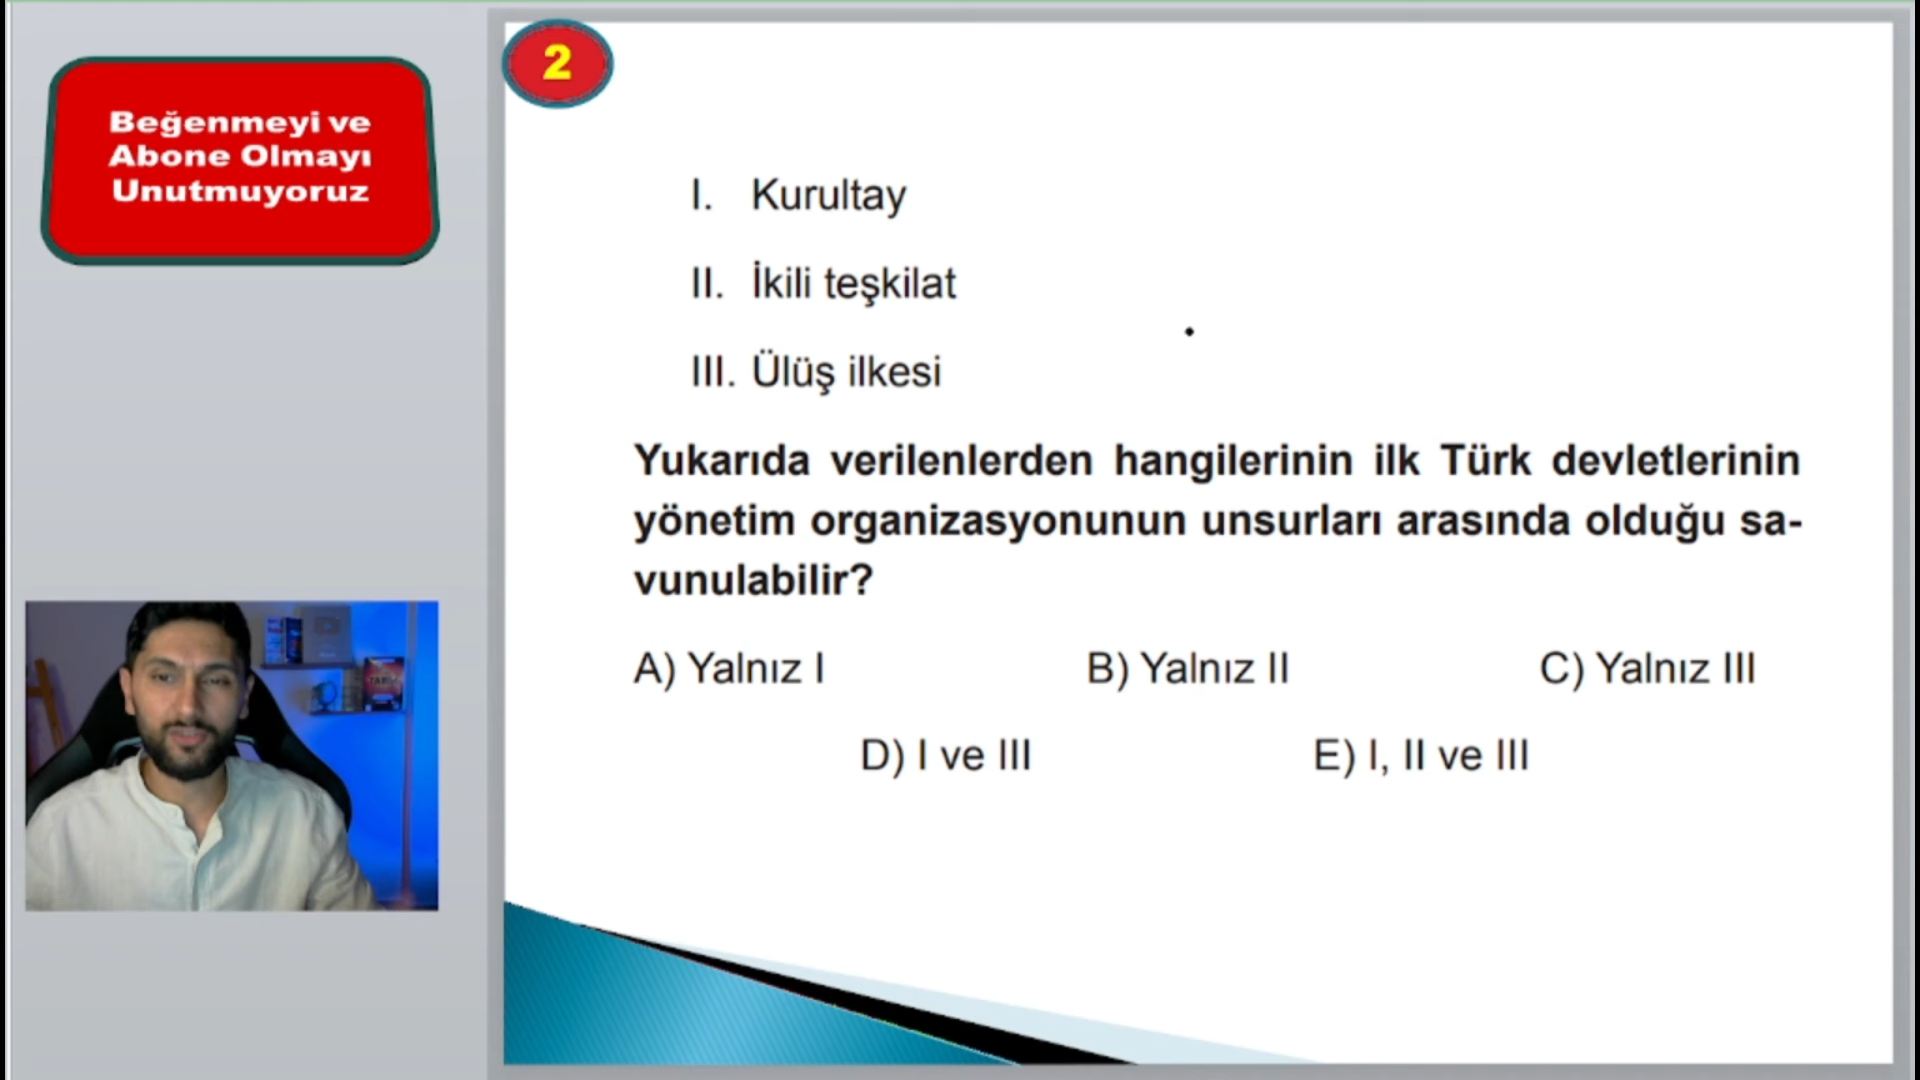 Beğenmeyi ve
Abone Olmayı
Unutmuyoruz
2
I. Kurultay
II. İkili teşkilat
III. Ülüş ilkesi
Yukarıda verilenlerden hangilerinin ilk Türk devletlerinin
yönetim organizasyonunun unsurları arasında olduğu sa-
vunulabilir?
A) Yalnız I B) Yalnız II C) Yalnız III
D) I ve III E) I, II ve III